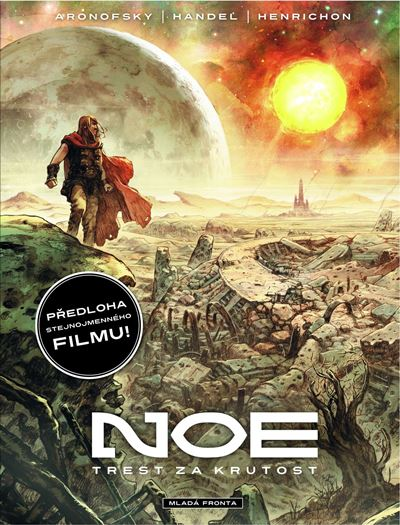 ARONOFSKY | HANDEL | HENRICHON
PŘEDLOHA
STEJNOJMENNÉHO
FILMU!
NOE
TREST ZA KRUTOST
MLADÁ FRONTA